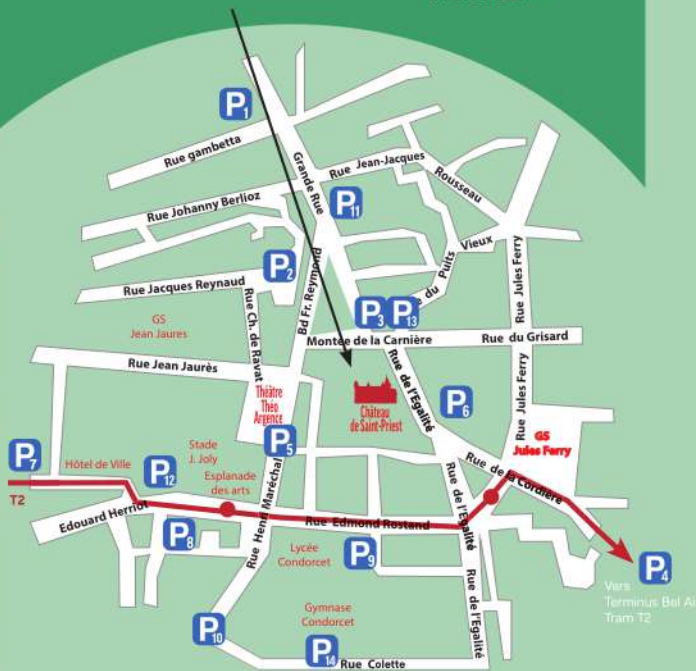 P1
Rue gambetta
Grande Rue
Rue Jean-Jacques
Rousseau
Rue Johanny Berlioz
P11
Vieux
Puits
du
P2
Bd Fr. Reymond
Rue Jules Ferry
Rue Jacques Reynaud
Rue Ch. de Ravat
P3
P13
GS
Jean Jaures
Montée de la Carnière
Rue du Grisard
Rue Jean Jaurès
Rue de l'Egalité
Rue Jules Ferry
Théâtre
Théo
Argence
Château
de Saint-Priest
P6
P5
GS
Jules Ferry
Stade
J. Joly
P7
Hôtel de Ville
P12
Esplanade
des arts
Rue de la Cordière
T2
Edouard Herriot
Rue Henri Maréchal
Rue Edmond Rostand
Rue de l'Egalité
P8
Lycée
Condorcet
P9
P4
Vers
Terminus Bel Ai
Tram T2
Gymnase
Condorcet
Rue de l'Egalité
P10
P14
Rue Colette